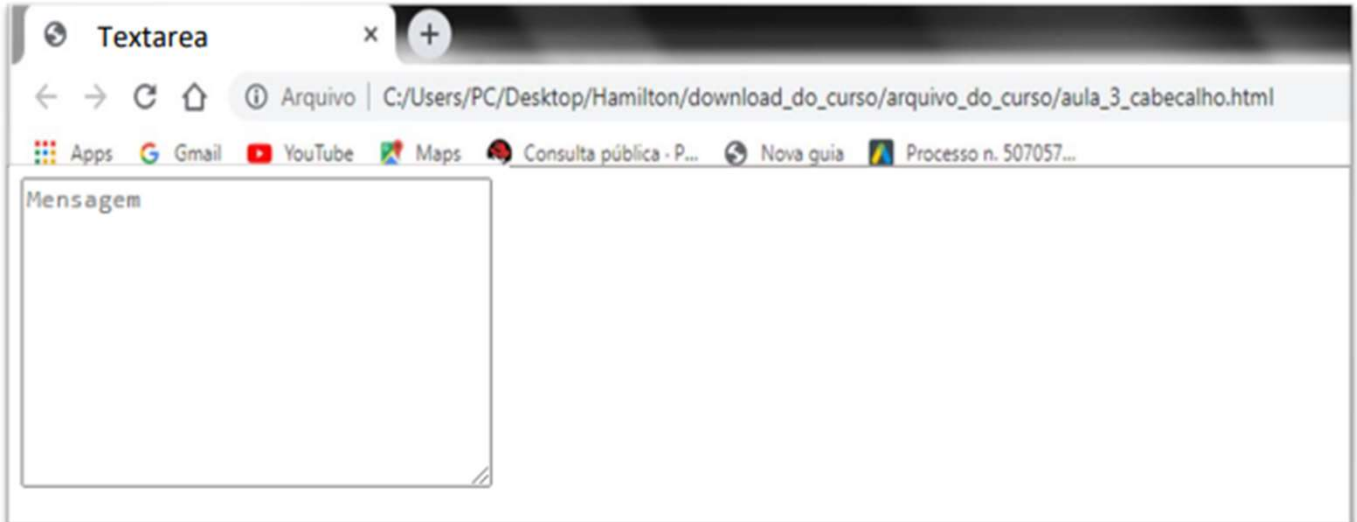 Textarea
Arquivo | C:/Users/PC/Desktop/Hamilton/download_do_curso/arquivo_do_curso/aula_3_cabecalho.html
Apps Gmail YouTube Maps Consulta pública - P... Nova guia Processo n. 507057...
Mensagem